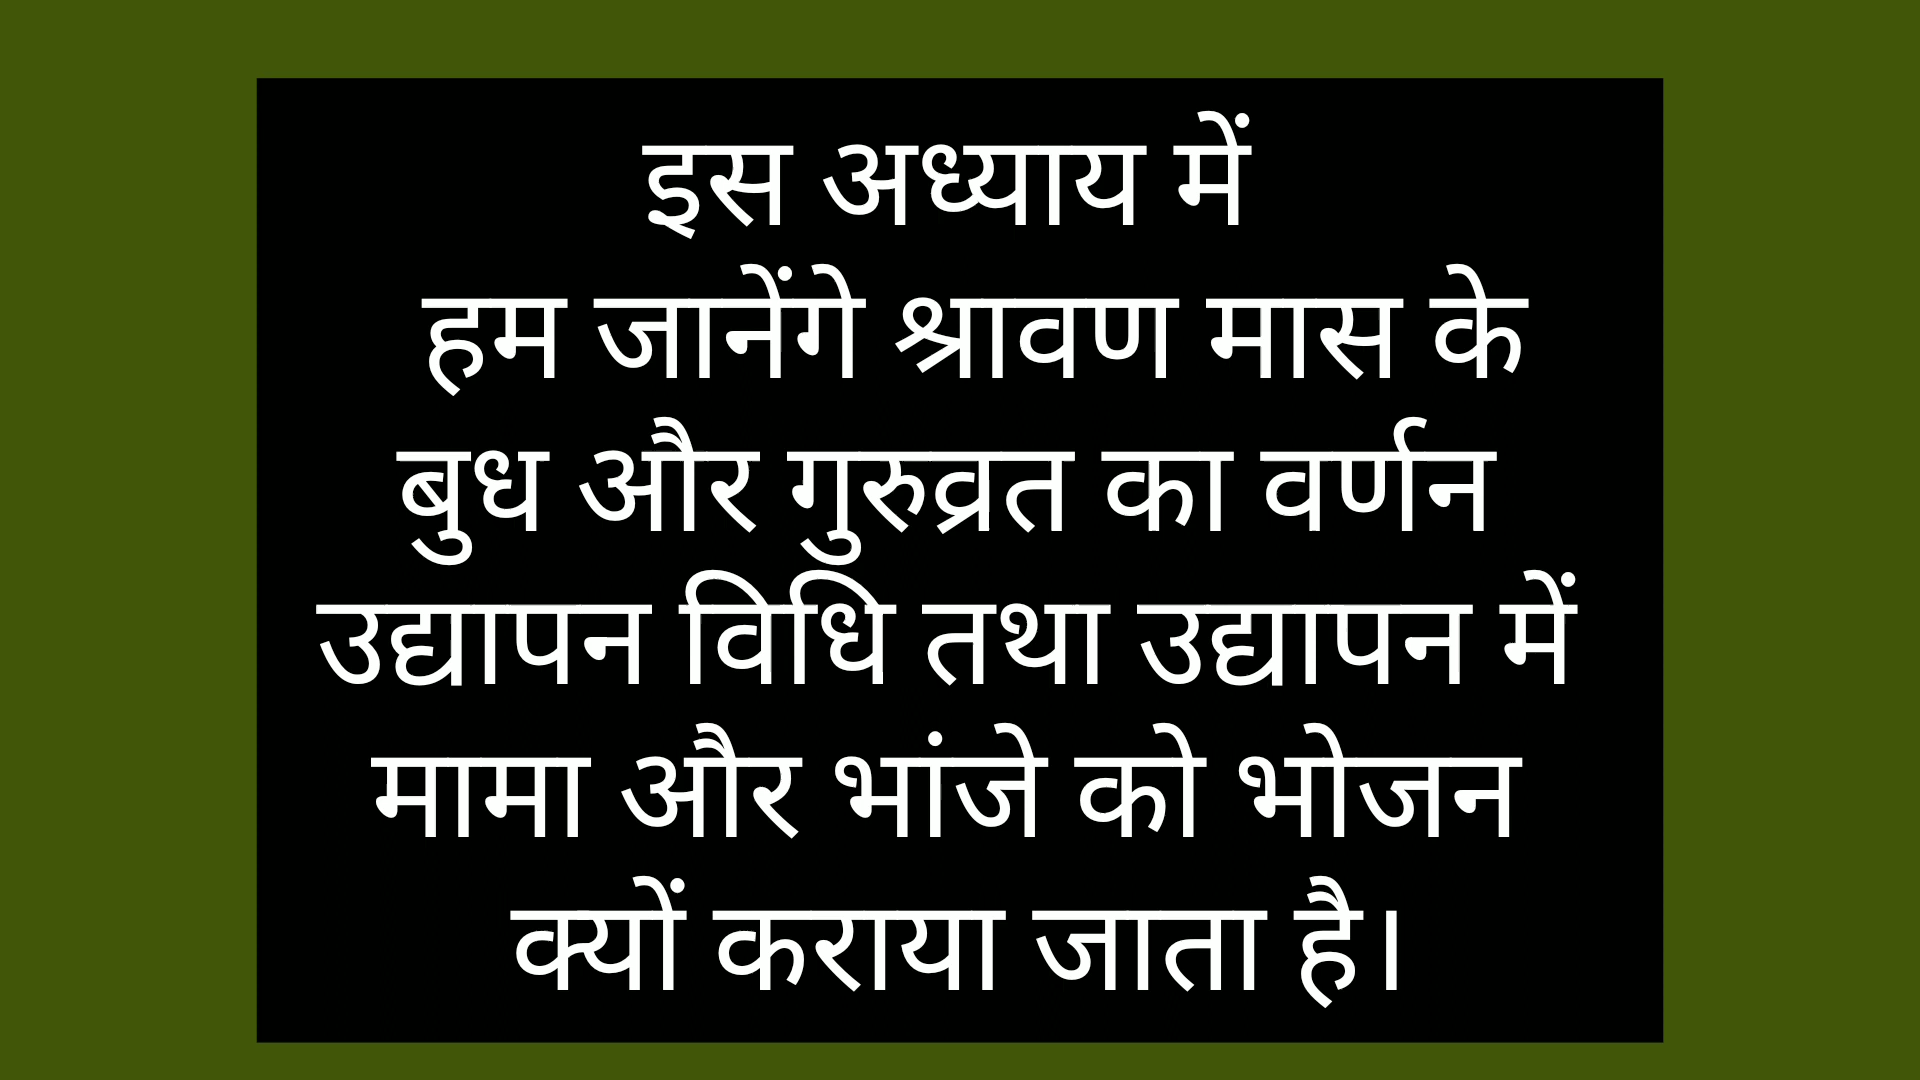 इस अध्याय में
हम जानेंगे श्रावण मास के
बुध और गुरुव्रत का वर्णन
उद्यापन विधि तथा उद्यापन में
मामा और भांजे को भोजन
क्यों कराया जाता है।